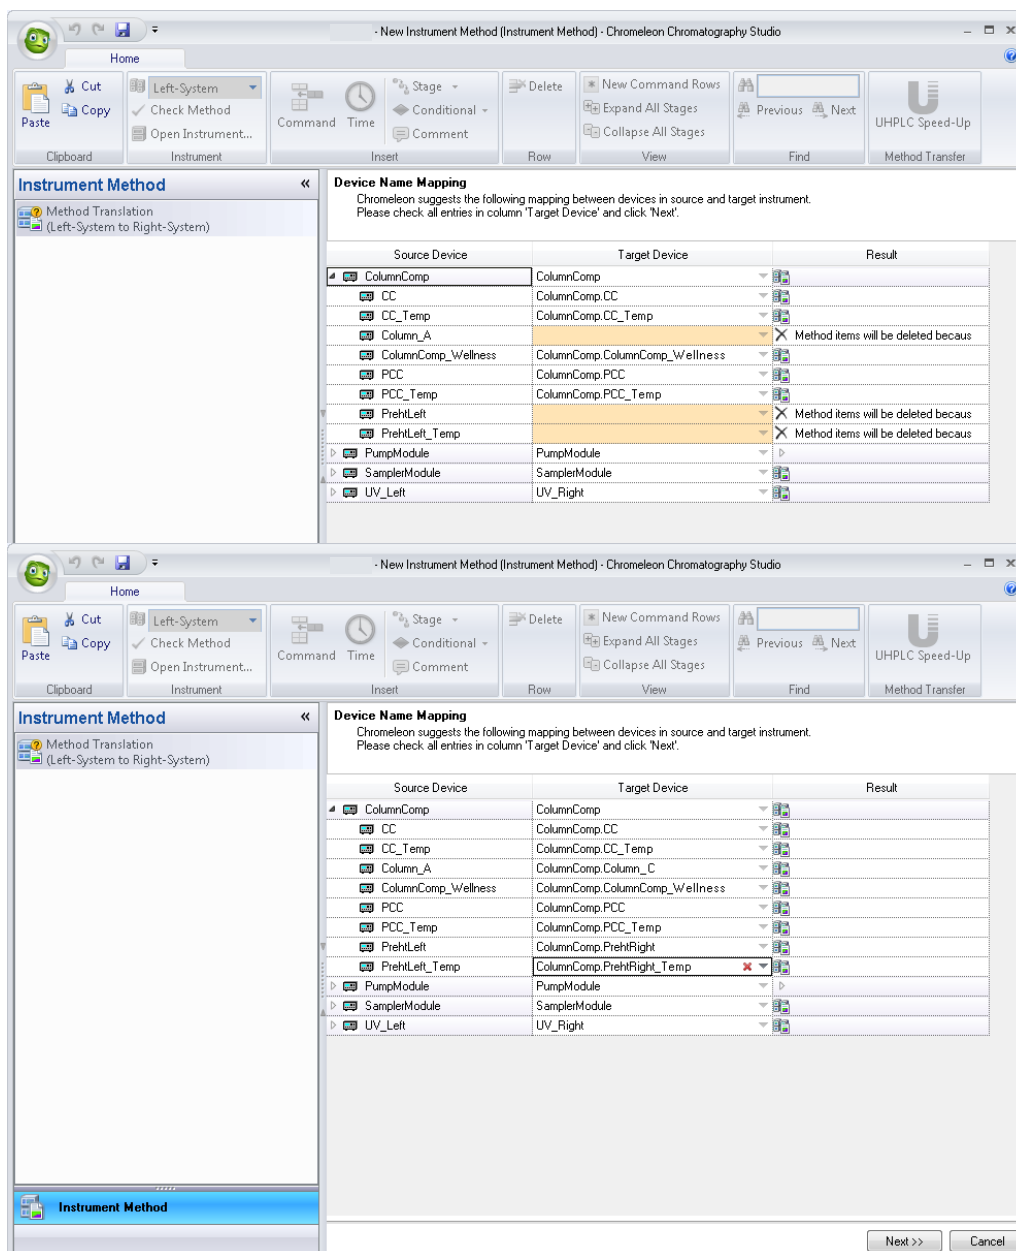 - New Instrument Method (Instrument Method) - Chromeleon Chromatography Studio
Home
Cut
Copy
Paste
Clipboard
Left-System
Check Method
Open Instrument...
Instrument
Command
Time
Stage
Conditional
Comment
Insert
Delete
Row
New Command Rows
Expand All Stages
Collapse All Stages
View
Previous
Next
Find
UHPLC Speed-Up
Method Transfer
Instrument Method
Method Translation
(Left-System to Right-System)
Device Name Mapping
Chromeleon suggests the following mapping between devices in source and target instrument.
Please check all entries in column 'Target Device' and click 'Next'.
Source Device Target Device Result
ColumnComp ColumnComp
CC ColumnComp.CC
CC_Temp ColumnComp.CC_Temp
Column_A Method items will be deleted becaus
ColumnComp_Wellness ColumnComp.ColumnComp_Wellness
PCC ColumnComp.PCC
PCC_Temp ColumnComp.PCC_Temp
PrehtLeft Method items will be deleted becaus
PrehtLeft_Temp Method items will be deleted becaus
PumpModule PumpModule
SamplerModule SamplerModule
UV_Left UV_Right
- New Instrument Method (Instrument Method) - Chromeleon Chromatography Studio
Home
Cut
Copy
Paste
Clipboard
Left-System
Check Method
Open Instrument...
Instrument
Command
Time
Stage
Conditional
Comment
Insert
Delete
Row
New Command Rows
Expand All Stages
Collapse All Stages
View
Previous
Next
Find
UHPLC Speed-Up
Method Transfer
Instrument Method
Method Translation
(Left-System to Right-System)
Device Name Mapping
Chromeleon suggests the following mapping between devices in source and target instrument.
Please check all entries in column 'Target Device' and click 'Next'.
Source Device Target Device Result
ColumnComp ColumnComp
CC ColumnComp.CC
CC_Temp ColumnComp.CC_Temp
Column_A ColumnComp.Column_C
ColumnComp_Wellness ColumnComp.ColumnComp_Wellness
PCC ColumnComp.PCC
PCC_Temp ColumnComp.PCC_Temp
PrehtLeft ColumnComp.PrehtRight
PrehtLeft_Temp ColumnComp.PrehtRight_Temp
PumpModule PumpModule
SamplerModule SamplerModule
UV_Left UV_Right
Instrument Method
Next >> Cancel